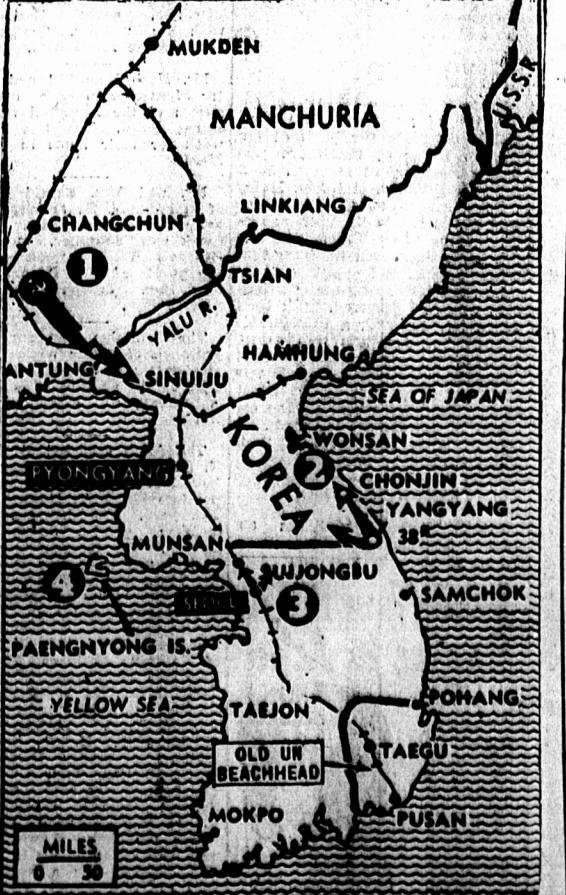 MUKDEN
U.S.S.R.
MANCHURIA
LINKIANG
CHANGCHUN
1
TSIAN
YALU R.
HAMHUNG
ANTUNG
SINUIJU
SEA OF JAPAN
KOREA
WONSAN
2
PYONGYANG
CHONJIN
YANGYANG
38
MUNSAN
UIJONGBU
4
SEOUL
3
SAMCHOK
PAENGNYONG IS.
YELLOW SEA
POHANG
TAEJON
OLD UN
BEACHHEAD
TAEGU
MOKPO
PUSAN
MILES
0 50